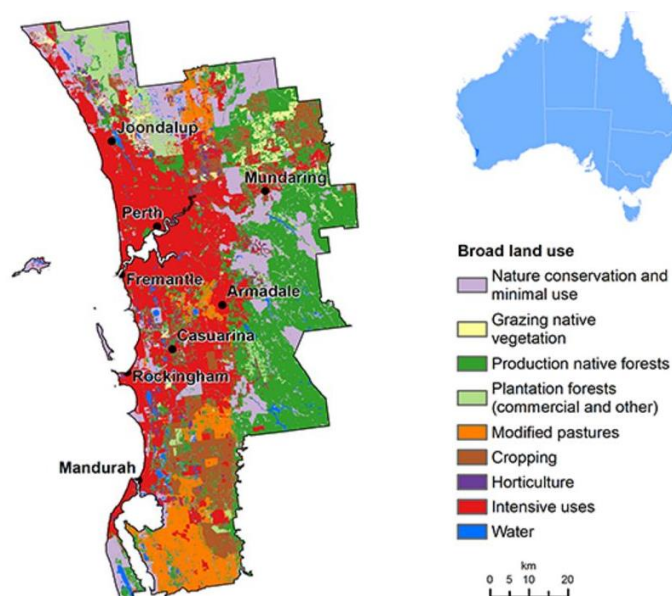 Joondalup
Mundaring
Perth
Fremantle
Armadale
Casuarina
Rockingham
Mandurah
Broad land use
Nature conservation and
minimal use
Grazing native
vegetation
Production native forests
Plantation forests
(commercial and other)
Modified pastures
Cropping
Horticulture
Intensive uses
Water
km
0 5 10 20